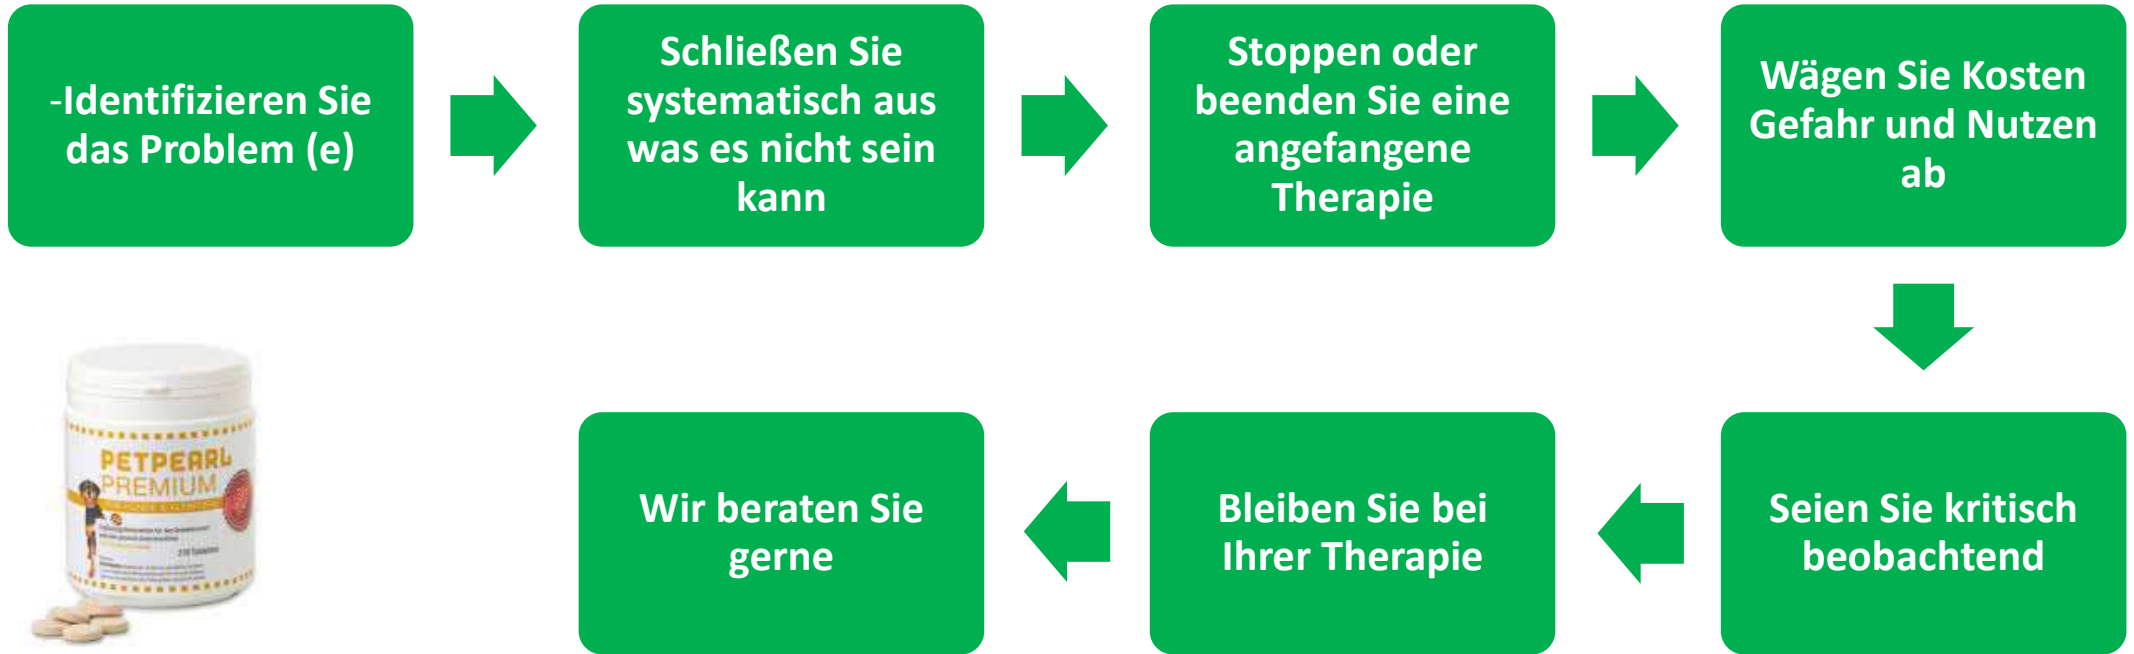 -Identifizieren Sie
das Problem (e)
Schließen Sie
systematisch aus
was es nicht sein
kann
Stoppen oder
beenden Sie eine
angefangene
Therapie
Wägen Sie Kosten
Gefahr und Nutzen
ab
Seien Sie kritisch
beobachtend
Bleiben Sie bei
Ihrer Therapie
Wir beraten Sie
gerne
PETPEARL
PREMIUM